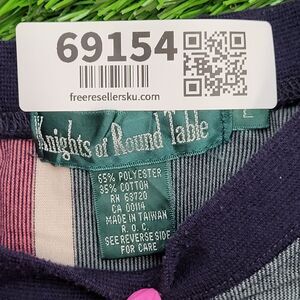 69154
freeresellersku.com
Knights of Round Table
L
65% POLYESTER
35% COTTON
RN 63720
CA 00114
MADE IN TAIWAN
R. O. C.
SEE REVERSE SIDE
FOR CARE